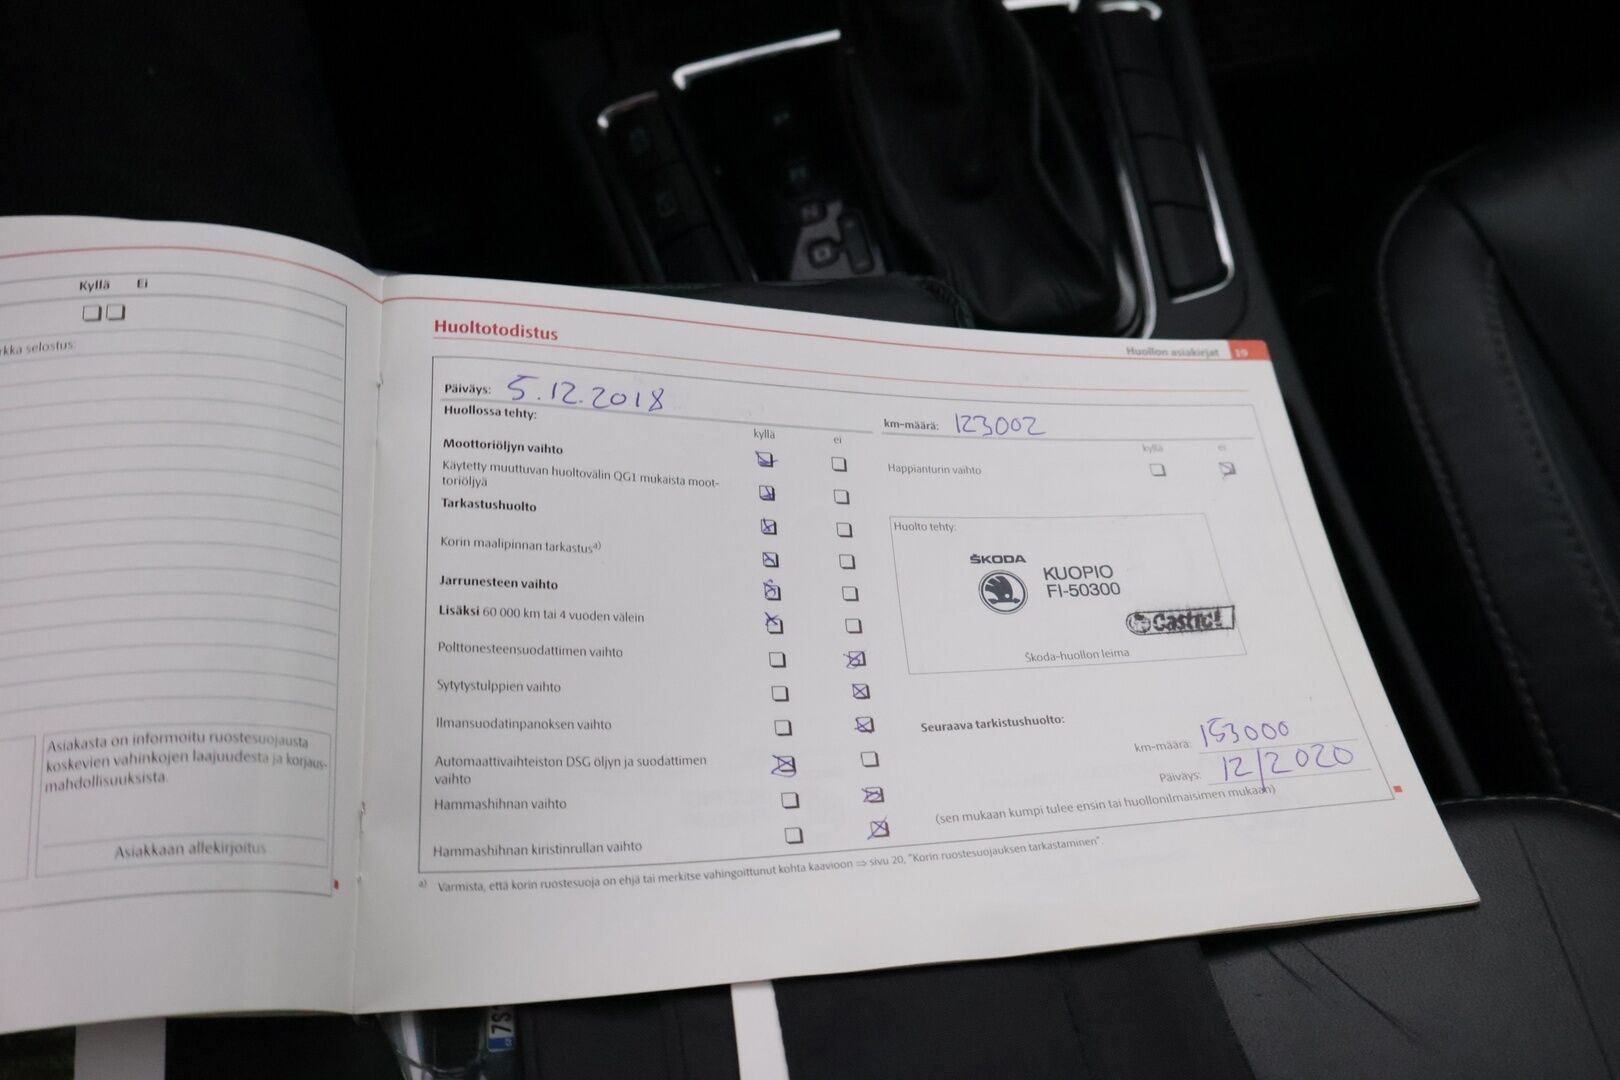 Kyllä Ei
selostus:
Asiakasta on informoitu ruostesuojausta
koskevien vahinkojen laajuudesta ja korjaus-
mahdollisuuksista.
Asiakkaan allekirjoitus
Huoltotodistus
Huollon asiakirjat 19
Päiväys: 5.12.2018
km-määrä: 123002
Huollossa tehty:
kyllä ei
Moottoriöljyn vaihto
Käytetty muuttuvan huoltovälin QG1 mukaista moot-
toriöljyä
Tarkastushuolto
Korin maalipinnan tarkastus a)
Jarrunesteen vaihto
Lisäksi 60 000 km tai 4 vuoden välein
Polttonesteensuodattimen vaihto
Sytytystulppien vaihto
Ilmansuodatinpanoksen vaihto
Automaattivaihteiston DSG öljyn ja suodattimen
vaihto
Hammashihnan vaihto
Hammashihnan kiristinrullan vaihto
kyllä ei
Happianturin vaihto
Huolto tehty:
ŠKODA
KUOPIO
FI-50300
Castrol
Škoda-huollon leima
Seuraava tarkistushuolto:
km-määrä: 153000
Päiväys: 12/2020
(sen mukaan kumpi tulee ensin tai huollonilmaisimen mukaan)
a) Varmista, että korin ruostesuoja on ehjä tai merkitse vahingoittunut kohta kaavioon ⇒ sivu 20, "Korin ruostesuojauksen tarkastaminen".